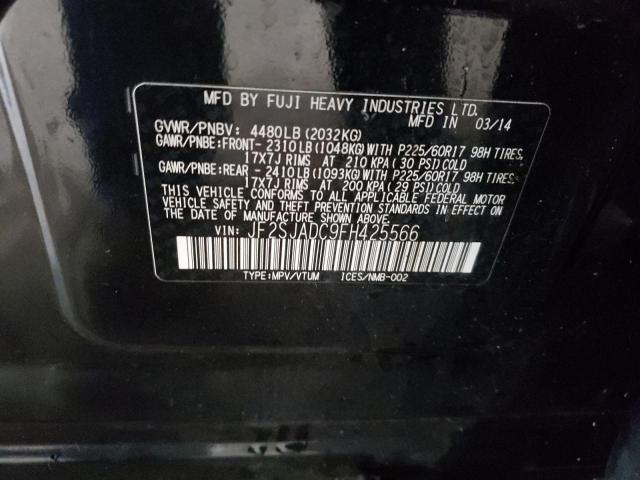 MFD BY FUJI HEAVY INDUSTRIES LTD.
MFD IN 03/14
GVWR/PNBV: 4480LB (2032KG)
GAWR/PNBE:FRONT- 2310LB(1048KG)WITH P225/60R17 98H TIRES,
17X7J RIMS AT 210 KPA(30 PSI)COLD
GAWR/PNBE:REAR -2410LB(1093KG)WITH P225/60R17 98H TIRES,
17X7J RIMS AT 200 KPA(29 PSI)COLD
THIS VEHICLE CONFORMS TO ALL APPLICABLE FEDERAL MOTOR
VEHICLE SAFETY AND THEFT PREVENTION STANDARDS IN EFFECT
ON THE DATE OF MANUFACTURE SHOWN ABOVE.
VIN: JF2SJADC9FH425566
TYPE:MPV/VTUM ICES/NMB-002